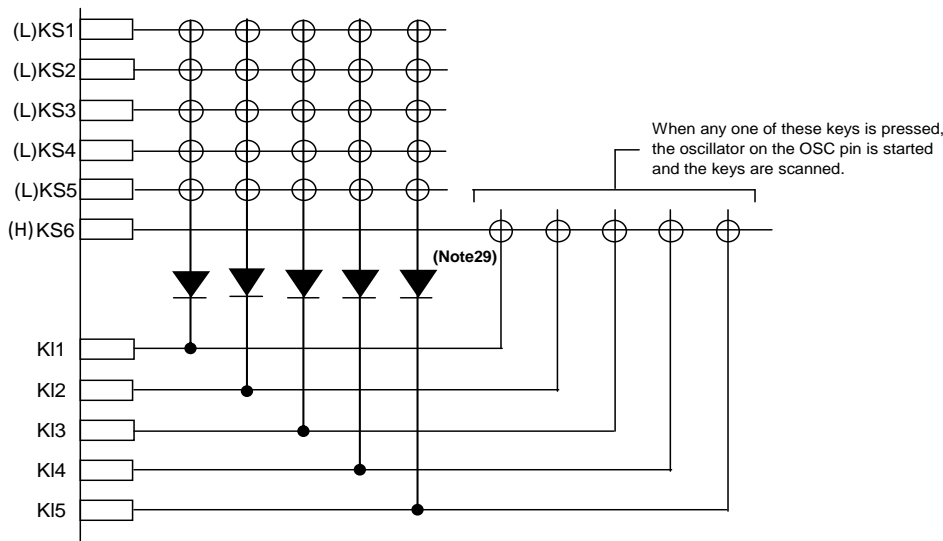 (L)KS1
(L)KS2
(L)KS3
(L)KS4
(L)KS5
(H)KS6
When any one of these keys is pressed,
the oscillator on the OSC pin is started
and the keys are scanned.
(Note29)
KI1
KI2
KI3
KI4
KI5